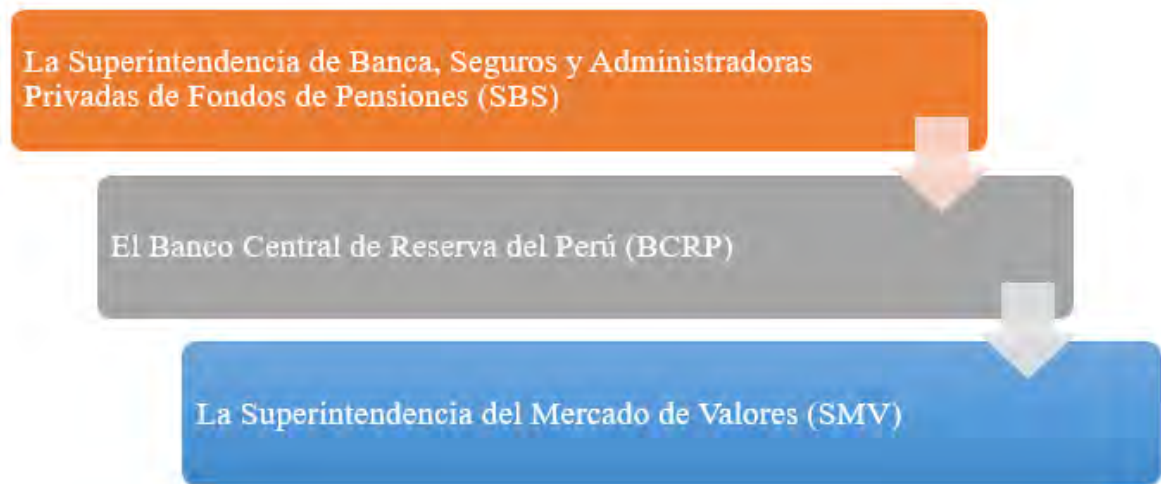 La Superintendencia de Banca, Seguros y Administradoras
Privadas de Fondos de Pensiones (SBS)
El Banco Central de Reserva del Perú (BCRP)
La Superintendencia del Mercado de Valores (SMV)